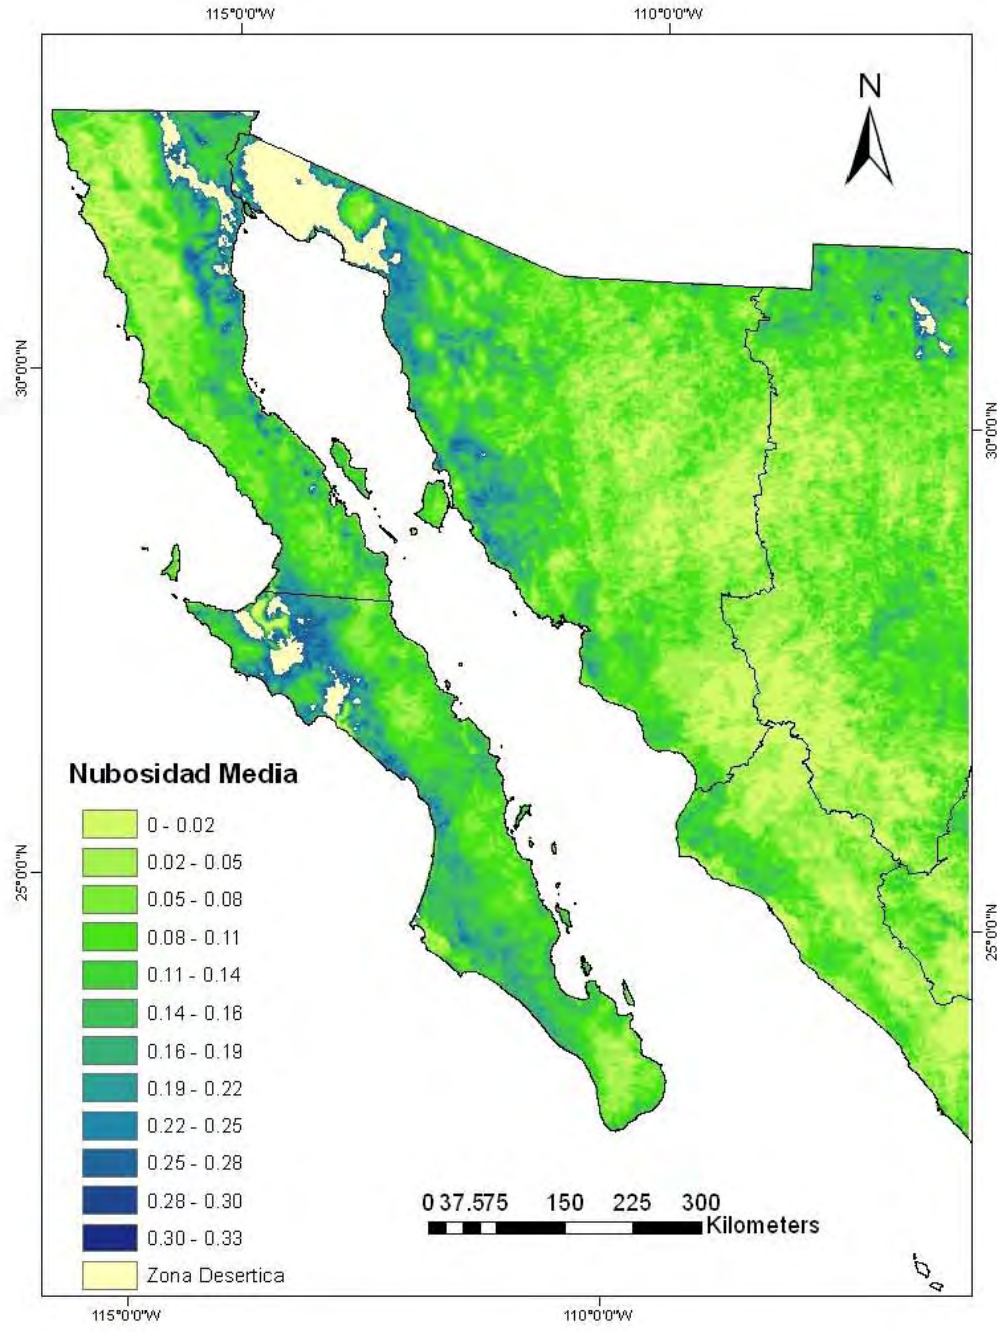 115°0'0"W 110°0'0"W
N
30°0'0"N
30°0'0"N
Nubosidad Media
0 - 0.02
0.02 - 0.05
0.05 - 0.08
0.08 - 0.11
0.11 - 0.14
0.14 - 0.16
0.16 - 0.19
0.19 - 0.22
0.22 - 0.25
0.25 - 0.28
0.28 - 0.30
0.30 - 0.33
Zona Desertica
25°0'0"N
25°0'0"N
0 37.575 150 225 300
Kilometers
115°0'0"W 110°0'0"W